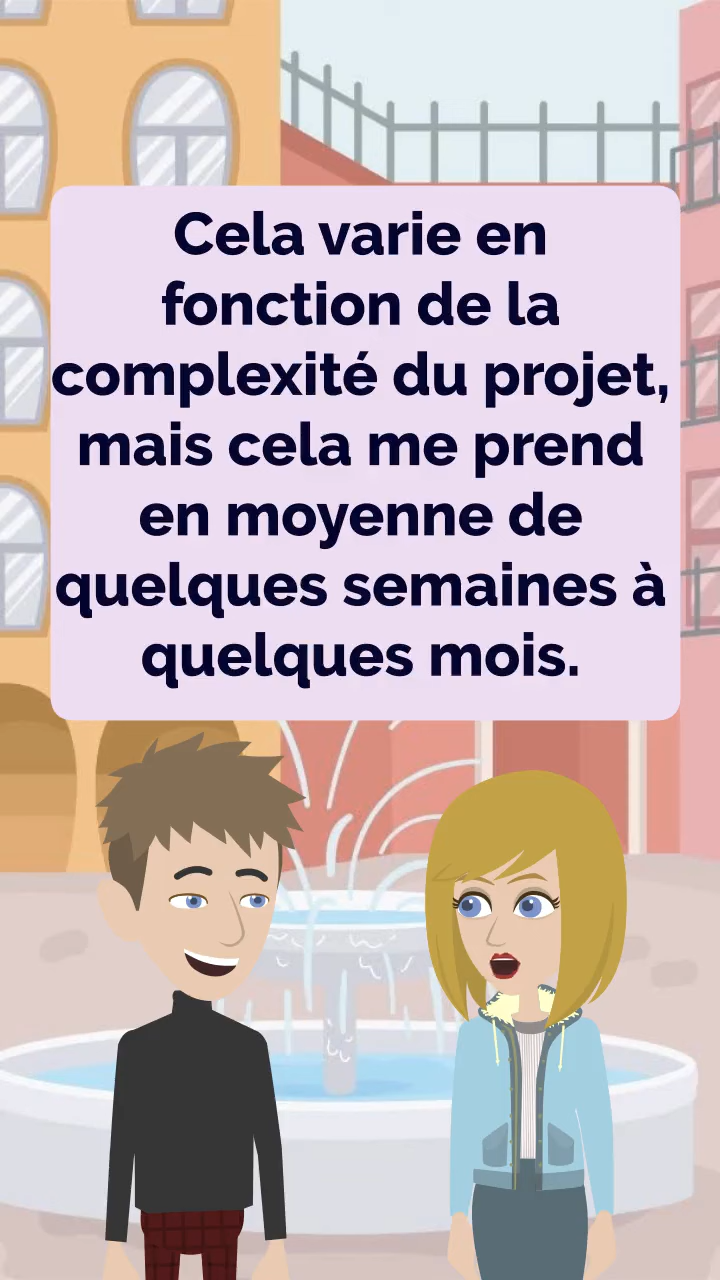 Cela varie en
fonction de la
complexité du projet,
mais cela me prend
en moyenne de
quelques semaines à
quelques mois.